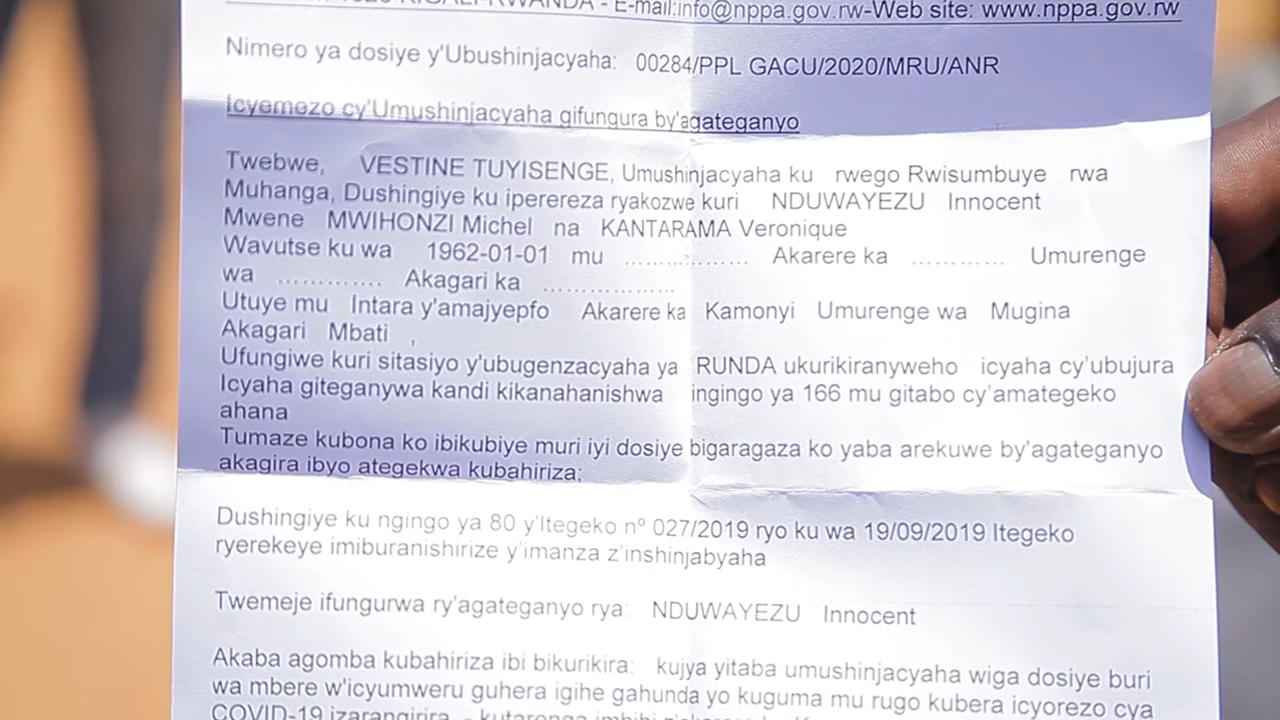 KIGALI-RWANDA - E-mail:info@nppa.gov.rw-Web site: www.nppa.gov.rw
Nimero ya dosiye y'Ubushinjacyaha: 00284/PPL GACU/2020/MRU/ANR
Icyemezo cy'Umushinjacyaha gifungura by'agateganyo
Twebwe, VESTINE TUYISENGE, Umushinjacyaha ku rwego Rwisumbuye rwa
Muhanga, Dushingiye ku iperereza ryakozwe kuri NDUWAYEZU Innocent
Mwene MWIHONZI Michel na KANTARAMA Veronique
Wavutse ku wa 1962-01-01 mu .................. Akarere ka ............ Umurenge
wa ............. Akagari ka .................
Utuye mu Intara y'amajyepfo Akarere ka Kamonyi Umurenge wa Mugina
Akagari Mbati ,
Ufungiwe kuri sitasiyo y'ubugenzacyaha ya RUNDA ukurikiranyweho icyaha cy'ubujura
Icyaha giteganywa kandi kikanahanishwa ingingo ya 166 mu gitabo cy'amategeko
ahana
Tumaze kubona ko ibikubiye muri iyi dosiye bigaragaza ko yaba arekuwe by'agateganyo
akagira ibyo ategekwa kubahiriza;
Dushingiye ku ngingo ya 80 y'Itegeko nº 027/2019 ryo ku wa 19/09/2019 Itegeko
ryerekeye imiburanishirize y'imanza z'inshinjabyaha
Twemeje ifungurwa ry'agateganyo rya: NDUWAYEZU Innocent
Akaba agomba kubahiriza ibi bikurikira: kujya yitaba umushinjacyaha wiga dosiye buri
wa mbere w'icyumweru guhera igihe gahunda yo kuguma mu rugo kubera icyorezo cya
COVID-19 izarangirira - kutarenga imbibi